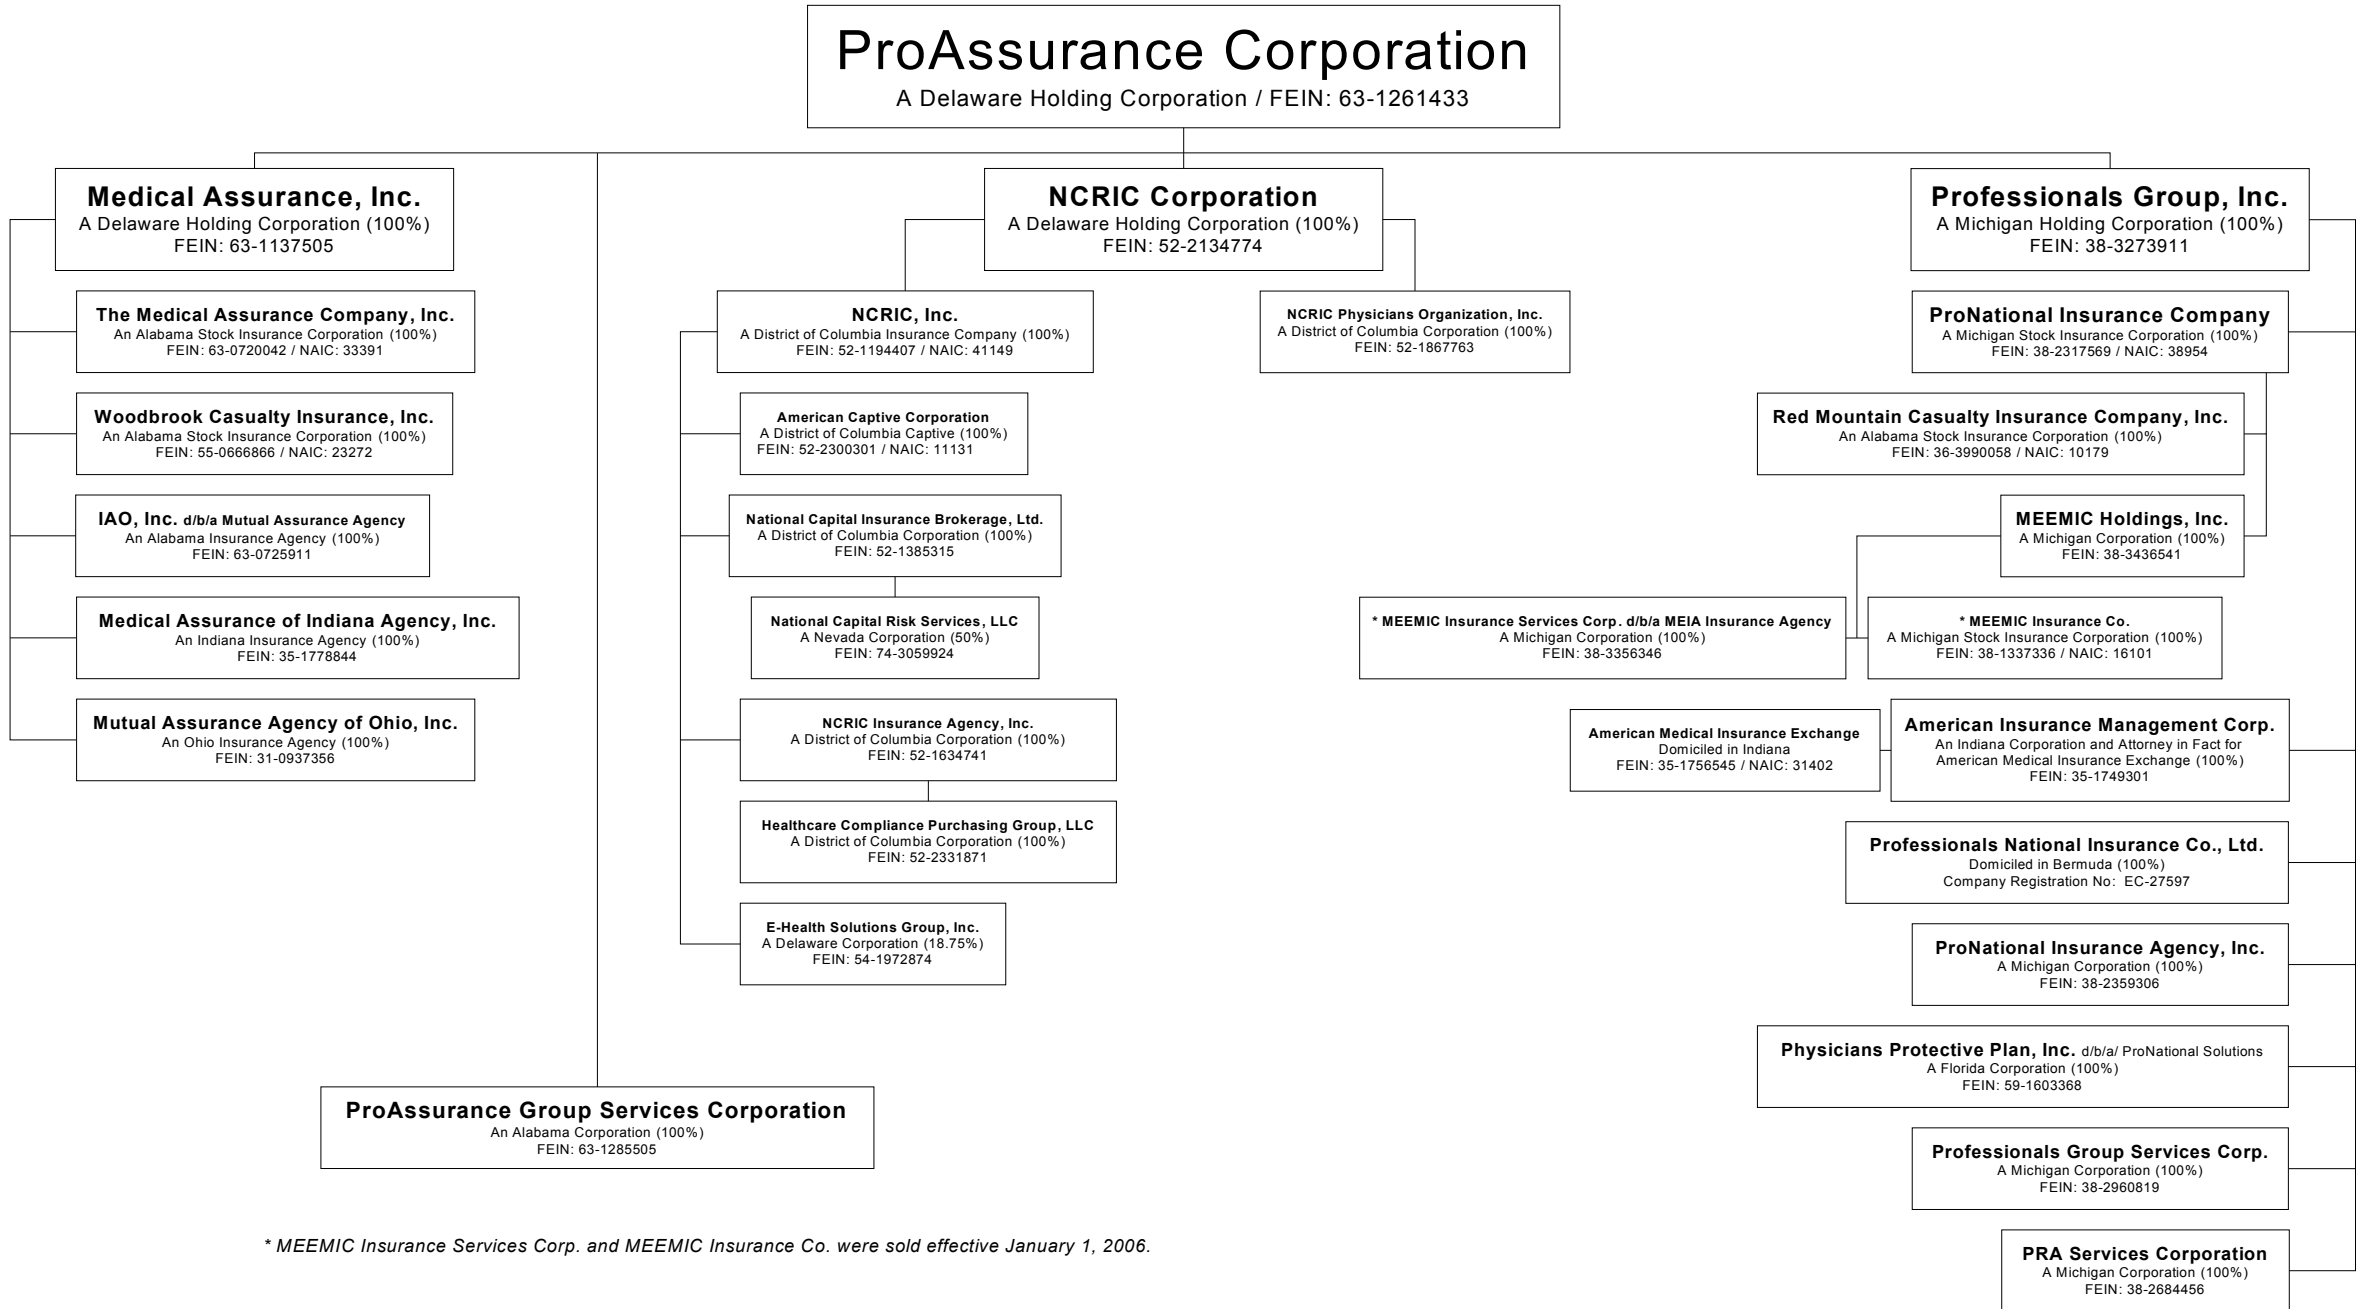 ProAssurance Corporation
A Delaware Holding Corporation / FEIN: 63-1261433
Medical Assurance, Inc.
A Delaware Holding Corporation (100%)
FEIN: 63-1137505
The Medical Assurance Company, Inc.
An Alabama Stock Insurance Corporation (100%)
FEIN: 63-0720042 / NAIC: 33391
Woodbrook Casualty Insurance, Inc.
An Alabama Stock Insurance Corporation (100%)
FEIN: 55-0666866 / NAIC: 23272
IAO, Inc. d/b/a Mutual Assurance Agency
An Alabama Insurance Agency (100%)
FEIN: 63-0725911
Medical Assurance of Indiana Agency, Inc.
An Indiana Insurance Agency (100%)
FEIN: 35-1778844
Mutual Assurance Agency of Ohio, Inc.
An Ohio Insurance Agency (100%)
FEIN: 31-0937356
ProAssurance Group Services Corporation
An Alabama Corporation (100%)
FEIN: 63-1285505
NCRIC Corporation
A Delaware Holding Corporation (100%)
FEIN: 52-2134774
NCRIC, Inc.
A District of Columbia Insurance Company (100%)
FEIN: 52-1194407 / NAIC: 41149
American Captive Corporation
A District of Columbia Captive (100%)
FEIN: 52-2300301 / NAIC: 11131
National Capital Insurance Brokerage, Ltd.
A District of Columbia Corporation (100%)
FEIN: 52-1385315
National Capital Risk Services, LLC
A Nevada Corporation (50%)
FEIN: 74-3059924
NCRIC Insurance Agency, Inc.
A District of Columbia Corporation (100%)
FEIN: 52-1634741
Healthcare Compliance Purchasing Group, LLC
A District of Columbia Corporation (100%)
FEIN: 52-2331871
E-Health Solutions Group, Inc.
A Delaware Corporation (18.75%)
FEIN: 54-1972874
NCRIC Physicians Organization, Inc.
A District of Columbia Corporation (100%)
FEIN: 52-1867763
Professionals Group, Inc.
A Michigan Holding Corporation (100%)
FEIN: 38-3273911
ProNational Insurance Company
A Michigan Stock Insurance Corporation (100%)
FEIN: 38-2317569 / NAIC: 38954
Red Mountain Casualty Insurance Company, Inc.
An Alabama Stock Insurance Corporation (100%)
FEIN: 36-3990058 / NAIC: 10179
MEEMIC Holdings, Inc.
A Michigan Corporation (100%)
FEIN: 38-3436541
* MEEMIC Insurance Services Corp. d/b/a MEIA Insurance Agency
A Michigan Corporation (100%)
FEIN: 38-3356346
* MEEMIC Insurance Co.
A Michigan Stock Insurance Corporation (100%)
FEIN: 38-1337336 / NAIC: 16101
American Medical Insurance Exchange
Domiciled in Indiana
FEIN: 35-1756545 / NAIC: 31402
American Insurance Management Corp.
An Indiana Corporation and Attorney in Fact for
American Medical Insurance Exchange (100%)
FEIN: 35-1749301
Professionals National Insurance Co., Ltd.
Domiciled in Bermuda (100%)
Company Registration No: EC-27597
ProNational Insurance Agency, Inc.
A Michigan Corporation (100%)
FEIN: 38-2359306
Physicians Protective Plan, Inc. d/b/a/ ProNational Solutions
A Florida Corporation (100%)
FEIN: 59-1603368
Professionals Group Services Corp.
A Michigan Corporation (100%)
FEIN: 38-2960819
PRA Services Corporation
A Michigan Corporation (100%)
FEIN: 38-2684456
* MEEMIC Insurance Services Corp. and MEEMIC Insurance Co. were sold effective January 1, 2006.